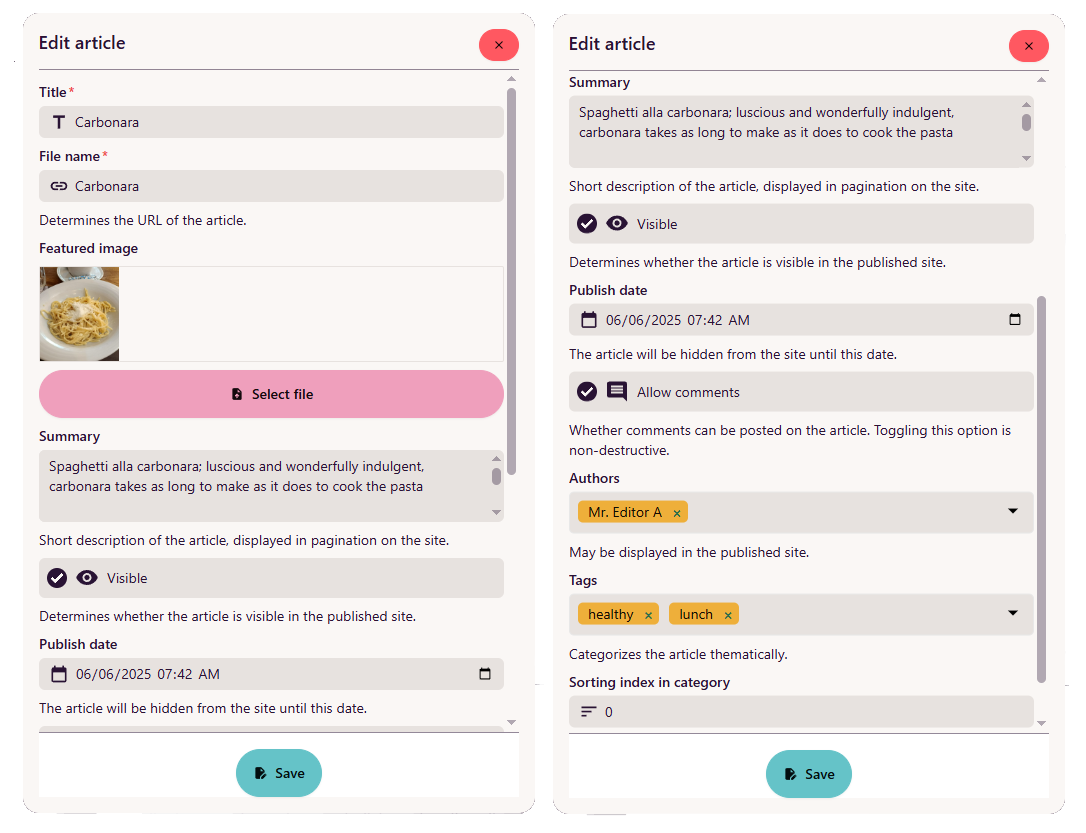 Edit article
Title*
Carbonara
File name*
Carbonara
Determines the URL of the article.
Featured image
Select file
Summary
Spaghetti alla carbonara; luscious and wonderfully indulgent,
carbonara takes as long to make as it does to cook the pasta
Short description of the article, displayed in pagination on the site.
Visible
Determines whether the article is visible in the published site.
Publish date
06/06/2025 07:42 AM
The article will be hidden from the site until this date.
Save
Edit article
Summary
Spaghetti alla carbonara; luscious and wonderfully indulgent,
carbonara takes as long to make as it does to cook the pasta
Short description of the article, displayed in pagination on the site.
Visible
Determines whether the article is visible in the published site.
Publish date
06/06/2025 07:42 AM
The article will be hidden from the site until this date.
Allow comments
Whether comments can be posted on the article. Toggling this option is
non-destructive.
Authors
Mr. Editor A ×
May be displayed in the published site.
Tags
healthy × lunch ×
Categorizes the article thematically.
Sorting index in category
0
Save